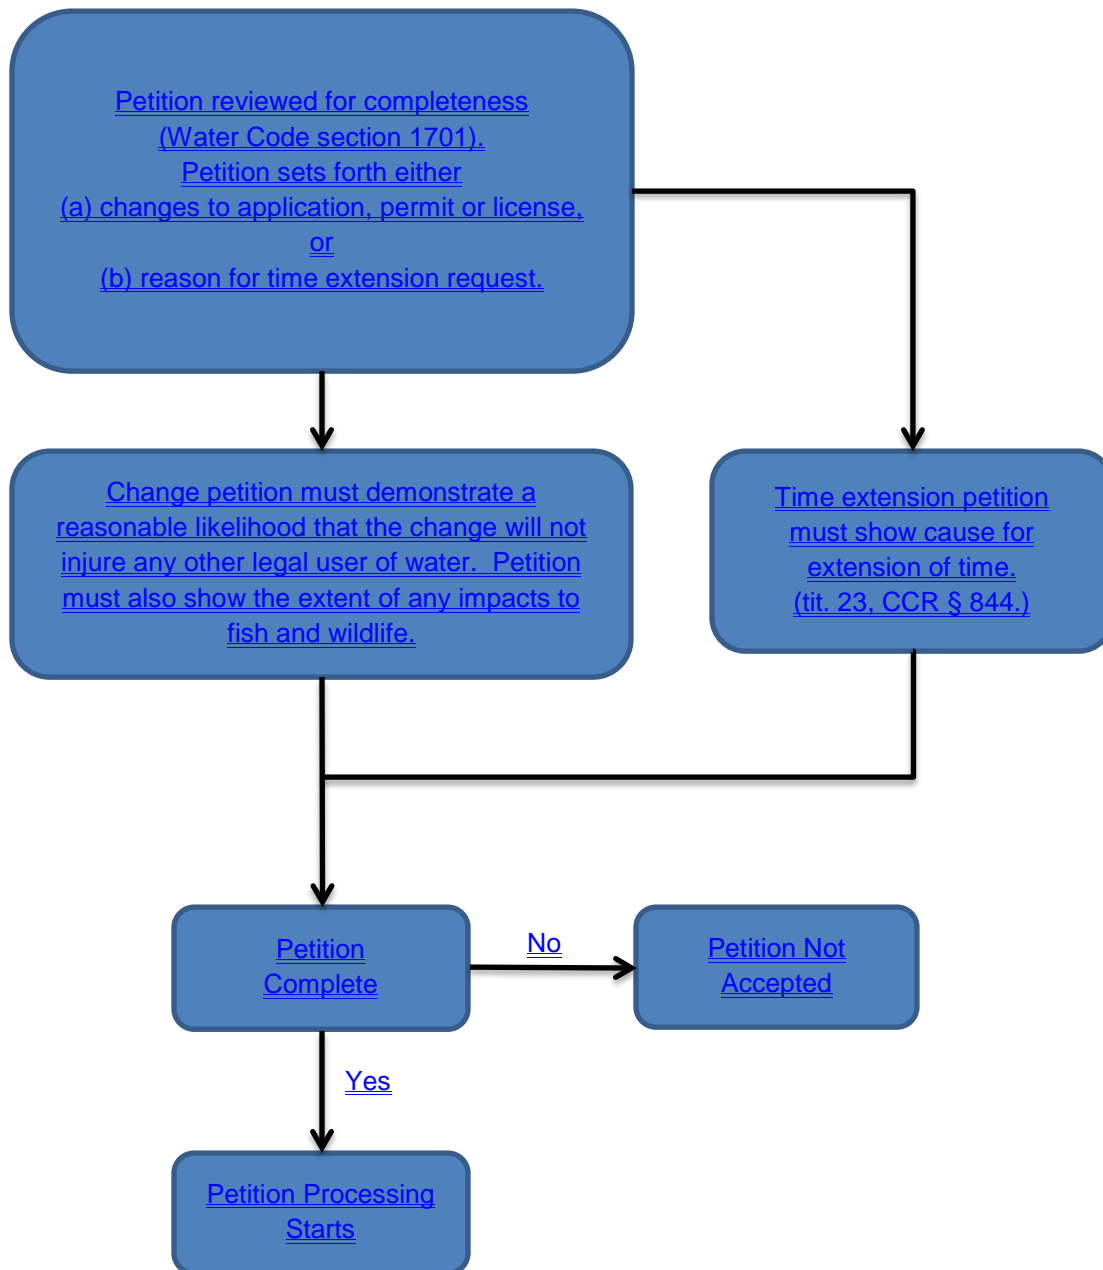 Petition reviewed for completeness
(Water Code section 1701).
Petition sets forth either
(a) changes to application, permit or license,
or
(b) reason for time extension request.
Change petition must demonstrate a
reasonable likelihood that the change will not
injure any other legal user of water.  Petition
must also show the extent of any impacts to
fish and wildlife.
Time extension petition
must show cause for
extension of time.
(tit. 23, CCR § 844.)
Petition
Complete
No
Petition Not
Accepted
Yes
Petition Processing
Starts